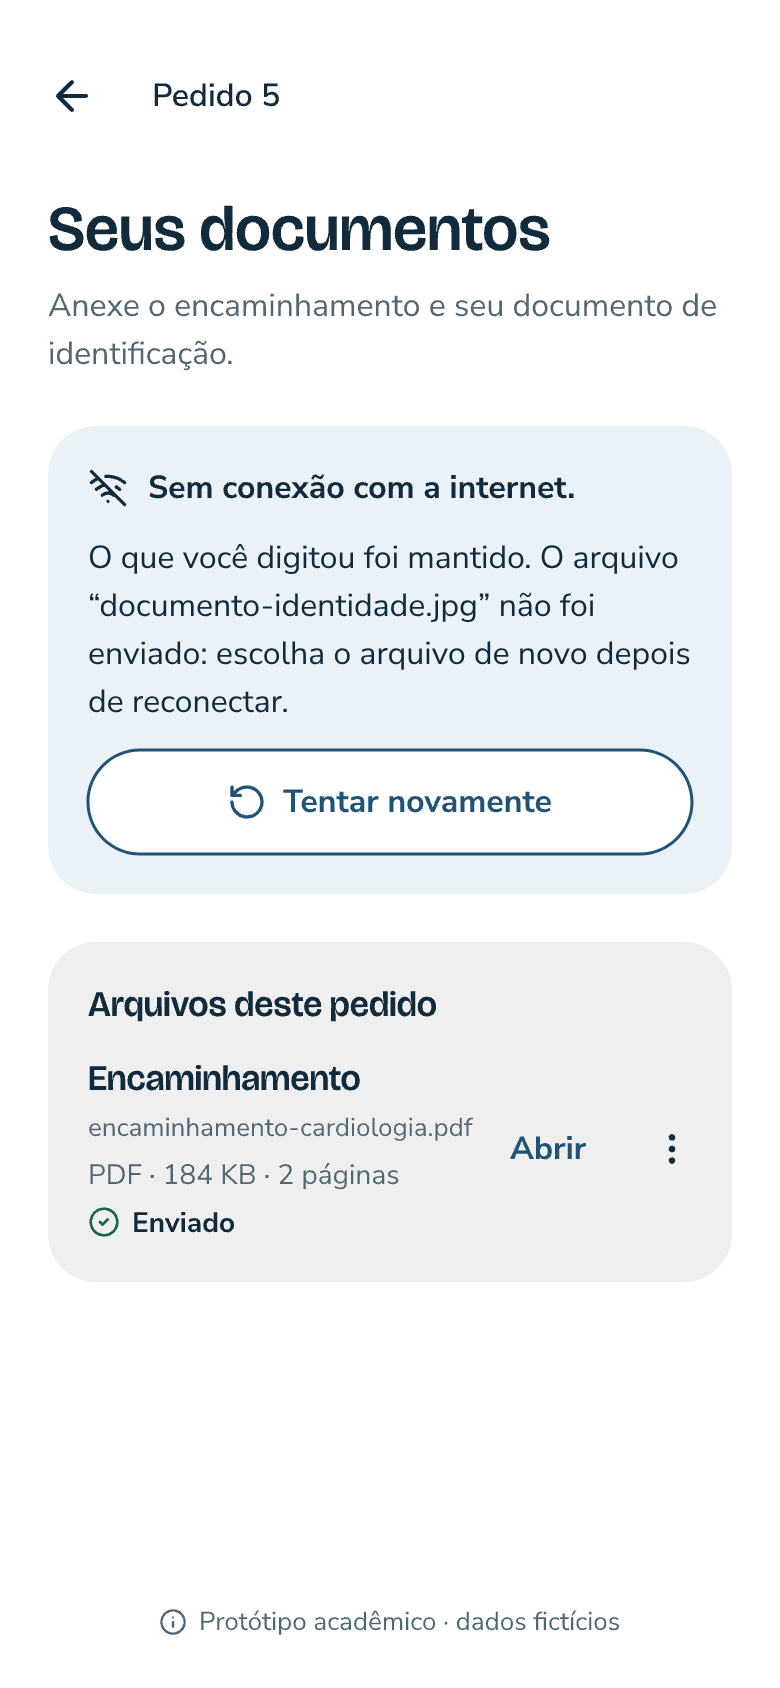 Pedido 5
Seus documentos
Anexe o encaminhamento e seu documento de
identificação.
Sem conexão com a internet.
O que você digitou foi mantido. O arquivo
“documento-identidade.jpg” não foi
enviado: escolha o arquivo de novo depois
de reconectar.
Tentar novamente
Arquivos deste pedido
Encaminhamento
encaminhamento-cardiologia.pdf
PDF · 184 KB · 2 páginas
Enviado
Abrir
Protótipo acadêmico · dados fictícios